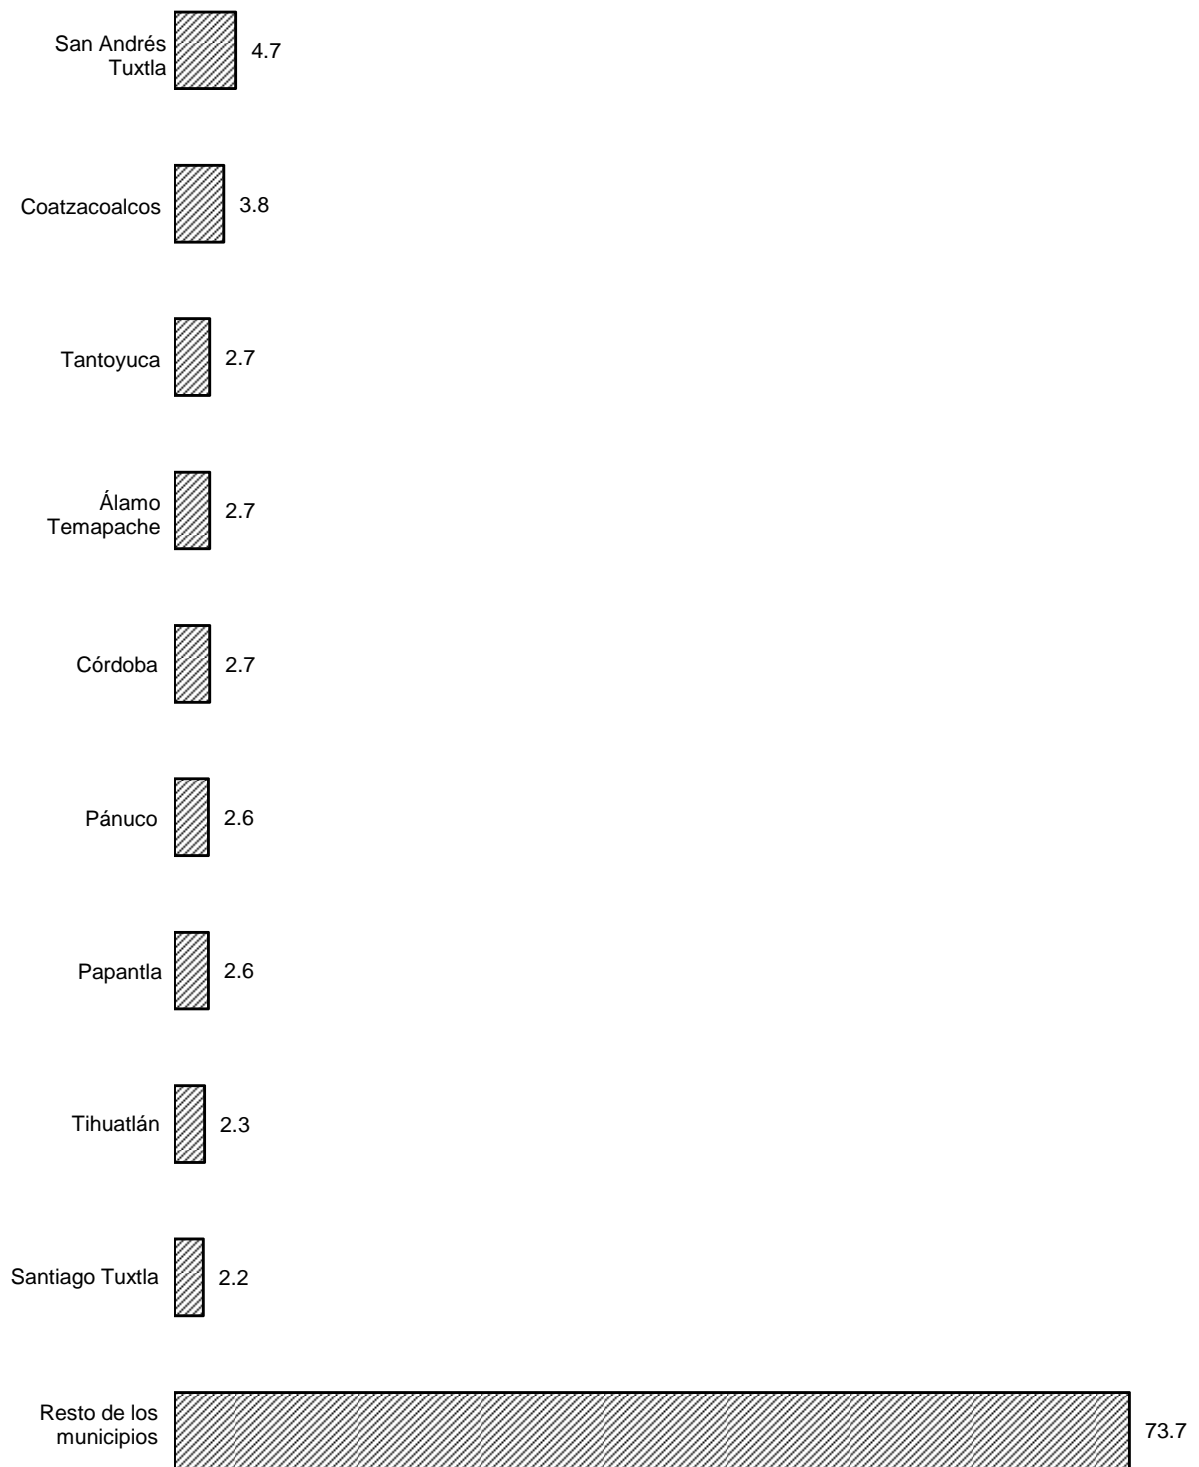 San Andrés
Tuxtla
4.7
Coatzacoalcos
3.8
Tantoyuca
2.7
Álamo
Temapache
2.7
Córdoba
2.7
Pánuco
2.6
Papantla
2.6
Tihuatlán
2.3
Santiago Tuxtla
2.2
Resto de los
municipios
73.7